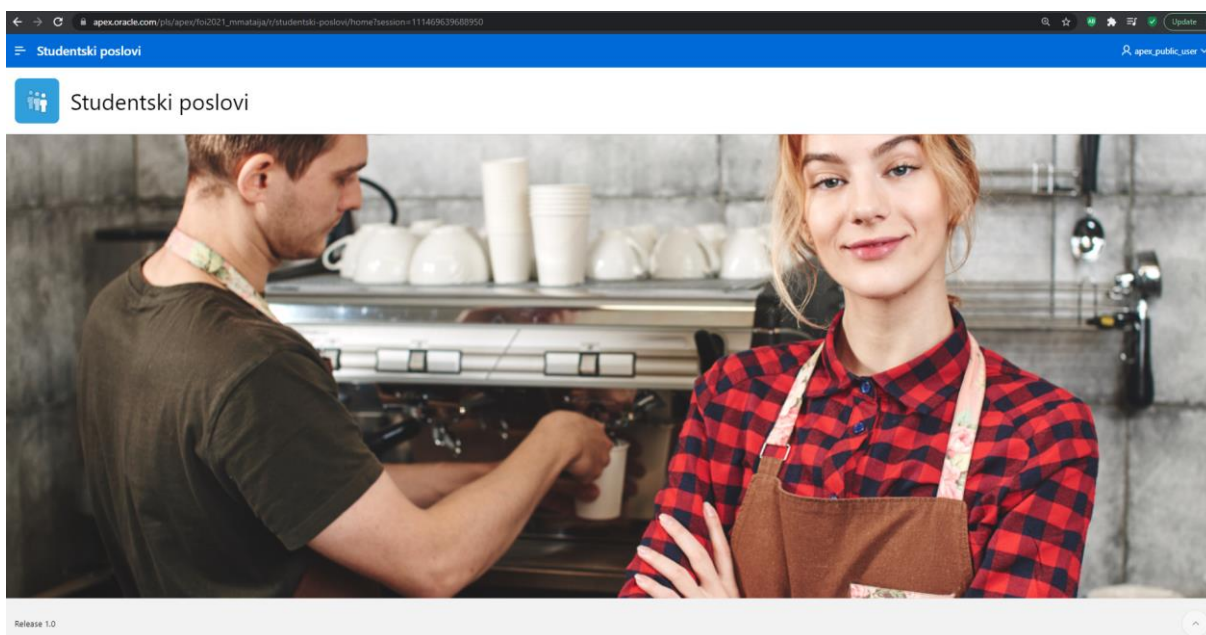 apex.oracle.com/pls/apex/foi2021_mmataija/r/studentski-poslovi/home?session=111469639688950
Update
Studentski poslovi
apex_public_user
Studentski poslovi
Release 1.0